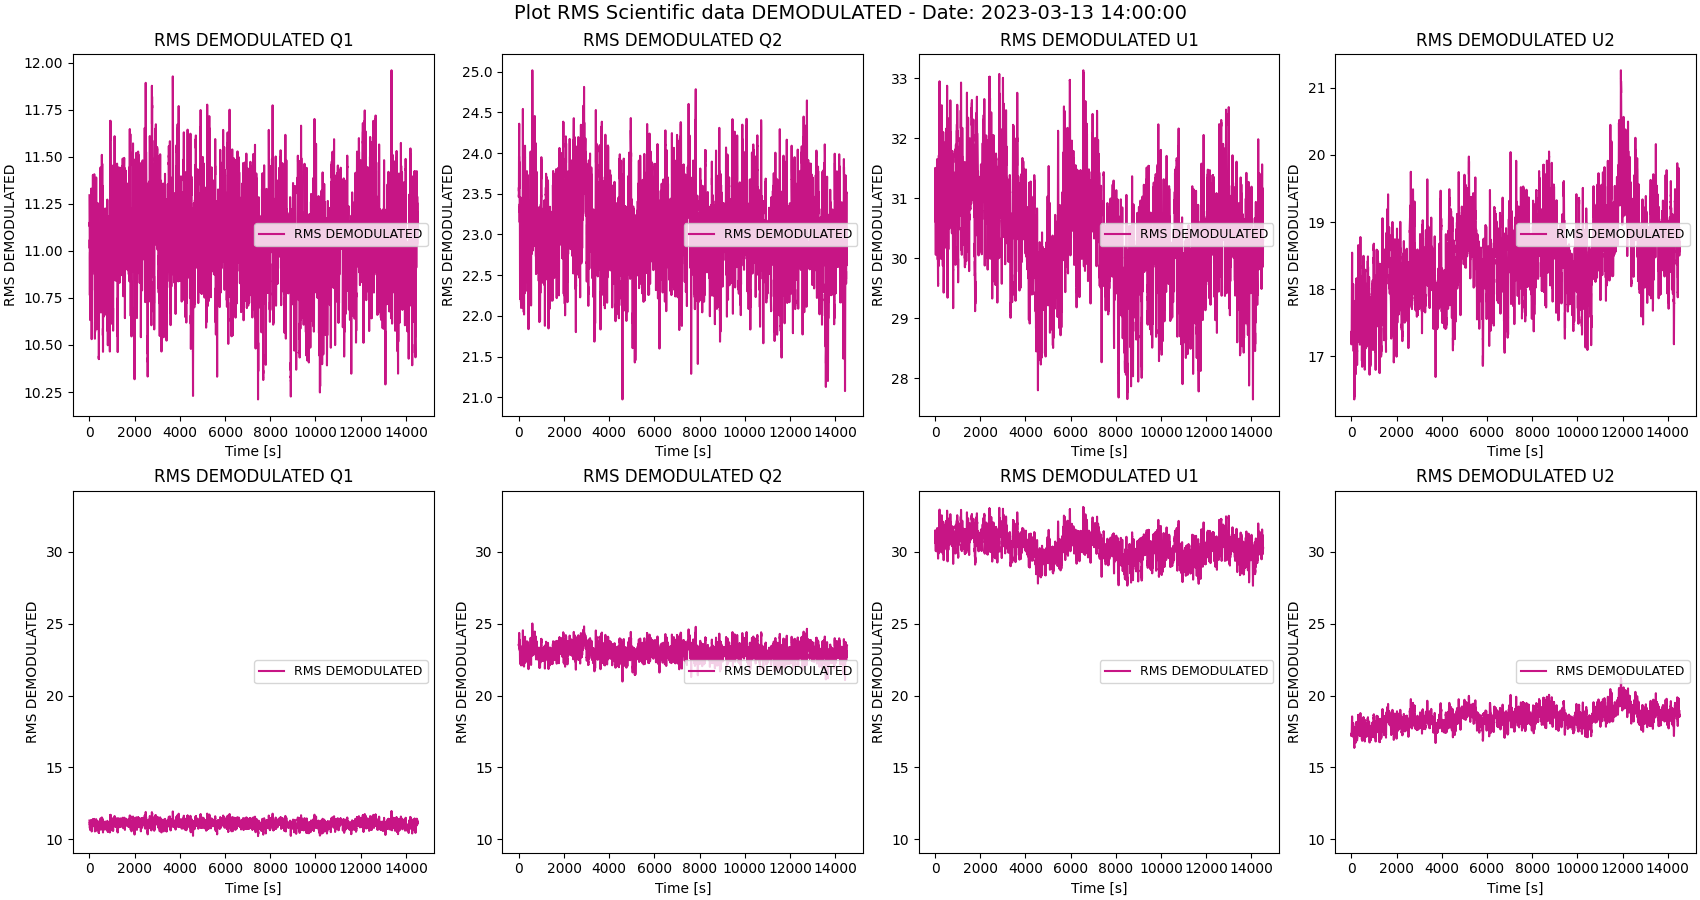 Plot RMS Scientific data DEMODULATED - Date: 2023-03-13 14:00:00
RMS DEMODULATED Q1
RMS DEMODULATED
12.00
11.75
11.50
11.25
11.00
10.75
10.50
10.25
RMS DEMODULATED
0 2000 4000 6000 8000 10000 12000 14000
Time [s]
RMS DEMODULATED Q2
RMS DEMODULATED
25.0
24.5
24.0
23.5
23.0
22.5
22.0
21.5
21.0
RMS DEMODULATED
0 2000 4000 6000 8000 10000 12000 14000
Time [s]
RMS DEMODULATED U1
RMS DEMODULATED
33
32
31
30
29
28
RMS DEMODULATED
0 2000 4000 6000 8000 10000 12000 14000
Time [s]
RMS DEMODULATED U2
RMS DEMODULATED
21
20
19
18
17
RMS DEMODULATED
0 2000 4000 6000 8000 10000 12000 14000
Time [s]
RMS DEMODULATED Q1
RMS DEMODULATED
30
25
20
15
10
RMS DEMODULATED
0 2000 4000 6000 8000 10000 12000 14000
Time [s]
RMS DEMODULATED Q2
RMS DEMODULATED
30
25
20
15
10
RMS DEMODULATED
0 2000 4000 6000 8000 10000 12000 14000
Time [s]
RMS DEMODULATED U1
RMS DEMODULATED
30
25
20
15
10
RMS DEMODULATED
0 2000 4000 6000 8000 10000 12000 14000
Time [s]
RMS DEMODULATED U2
RMS DEMODULATED
30
25
20
15
10
RMS DEMODULATED
0 2000 4000 6000 8000 10000 12000 14000
Time [s]